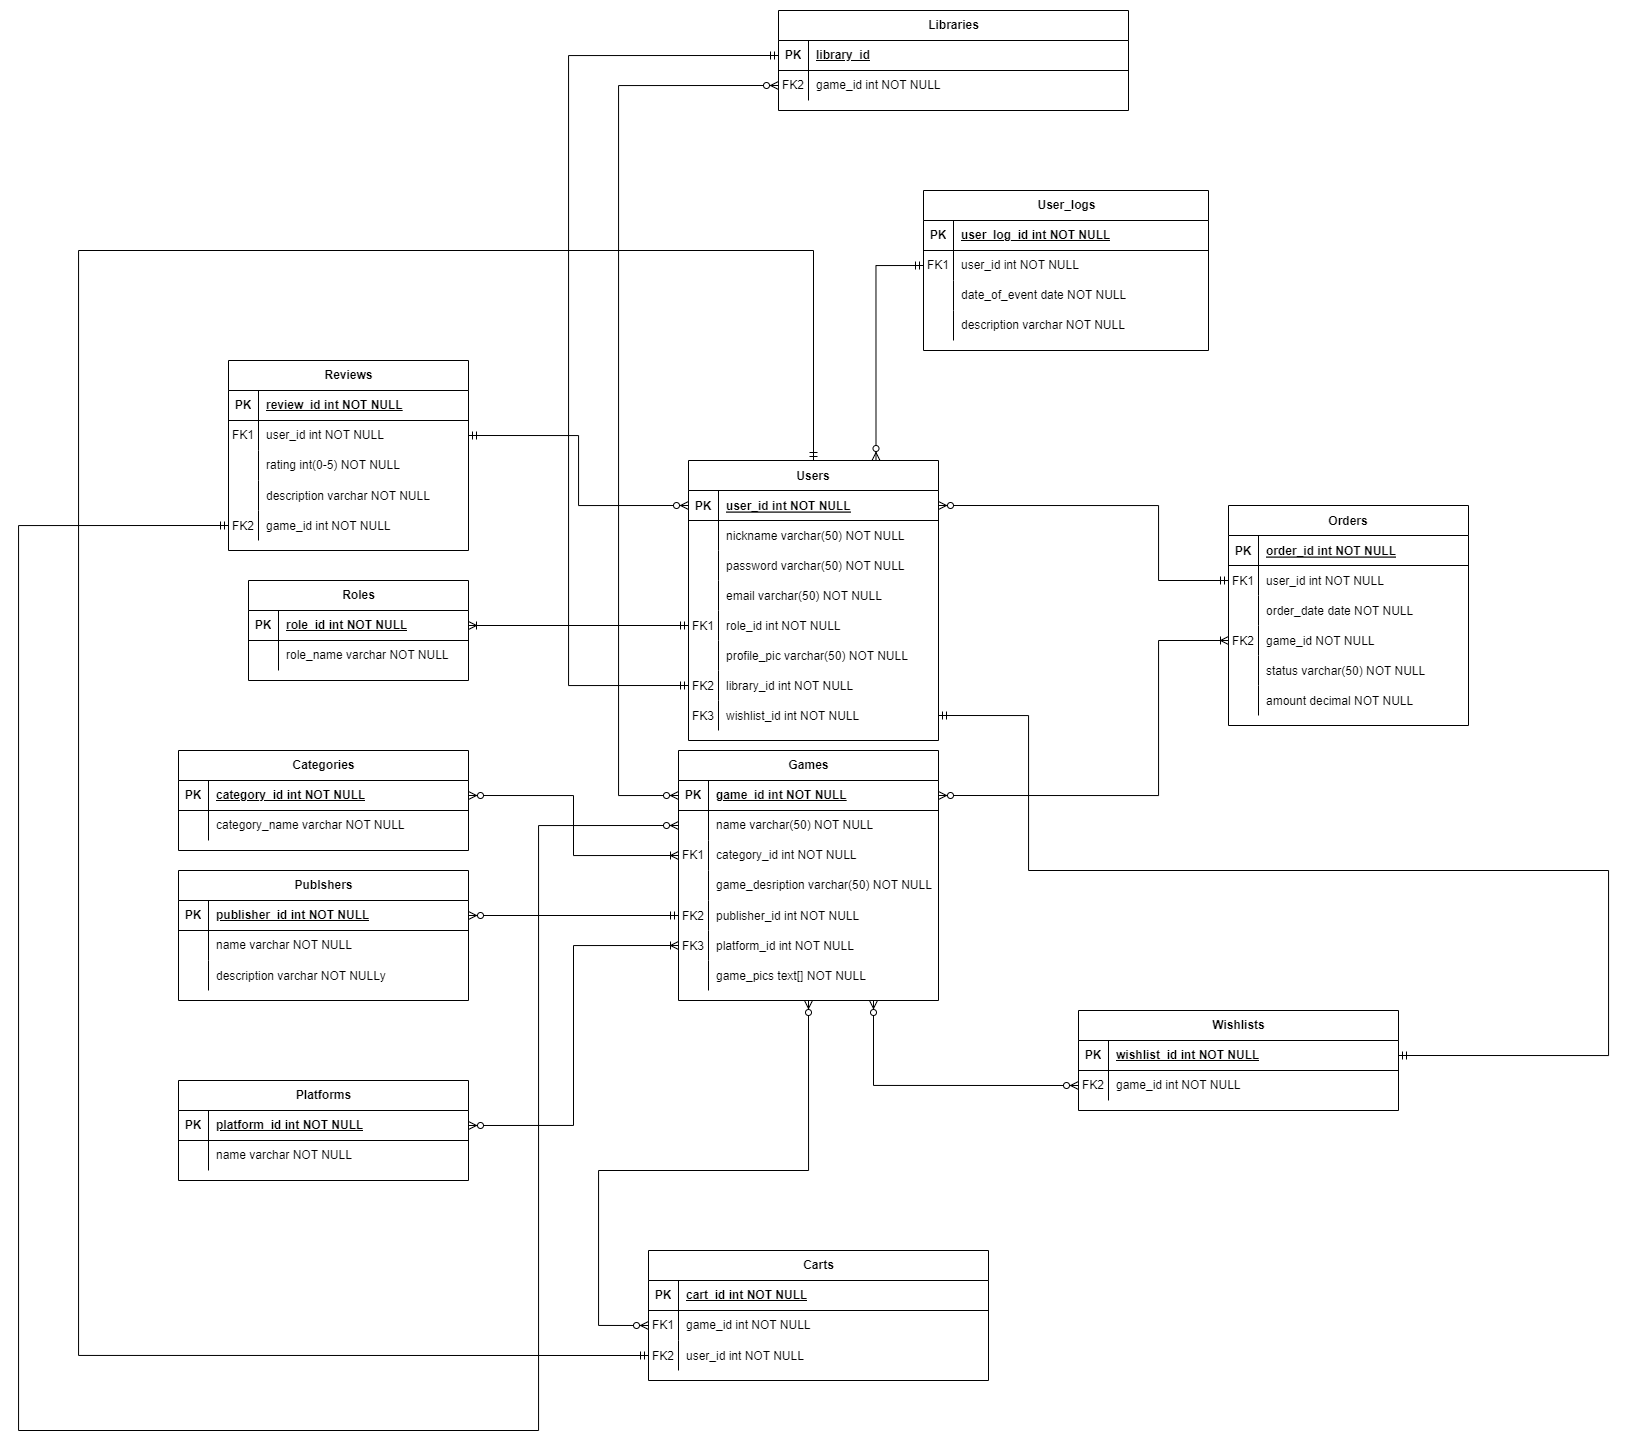 Libraries
PK library_id
FK2 game_id int NOT NULL
User_logs
PK user_log_id int NOT NULL
FK1 user_id int NOT NULL
date_of_event date NOT NULL
description varchar NOT NULL
Reviews
PK review_id int NOT NULL
FK1 user_id int NOT NULL
rating int(0-5) NOT NULL
description varchar NOT NULL
FK2 game_id int NOT NULL
Users
PK user_id int NOT NULL
nickname varchar(50) NOT NULL
password varchar(50) NOT NULL
email varchar(50) NOT NULL
FK1 role_id int NOT NULL
profile_pic varchar(50) NOT NULL
FK2 library_id int NOT NULL
FK3 wishlist_id int NOT NULL
Orders
PK order_id int NOT NULL
FK1 user_id int NOT NULL
order_date date NOT NULL
FK2 game_id NOT NULL
status varchar(50) NOT NULL
amount decimal NOT NULL
Roles
PK role_id int NOT NULL
role_name varchar NOT NULL
Categories
PK category_id int NOT NULL
category_name varchar NOT NULL
Games
PK game_id int NOT NULL
name varchar(50) NOT NULL
FK1 category_id int NOT NULL
game_desription varchar(50) NOT NULL
FK2 publisher_id int NOT NULL
FK3 platform_id int NOT NULL
game_pics text[] NOT NULL
Publshers
PK publisher_id int NOT NULL
name varchar NOT NULL
description varchar NOT NULLy
Wishlists
PK wishlist_id int NOT NULL
FK2 game_id int NOT NULL
Platforms
PK platform_id int NOT NULL
name varchar NOT NULL
Carts
PK cart_id int NOT NULL
FK1 game_id int NOT NULL
FK2 user_id int NOT NULL